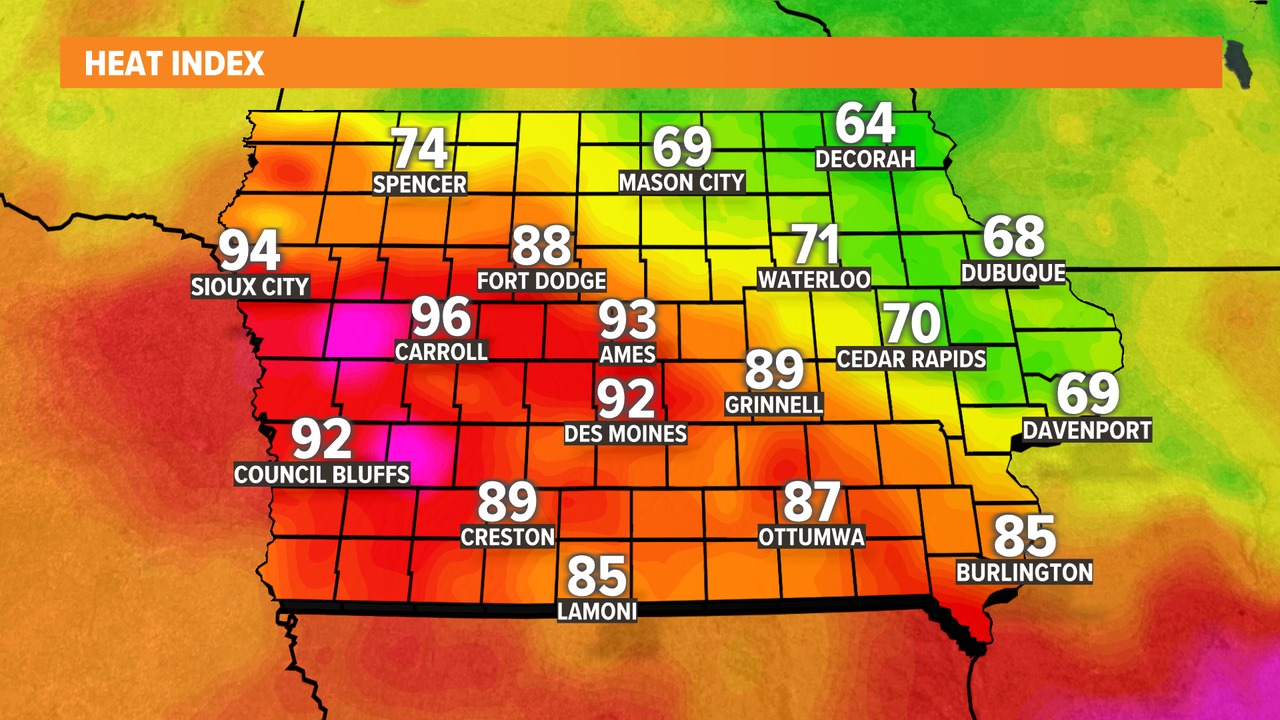 HEAT INDEX
64
DECORAH
74
SPENCER
69
MASON CITY
68
DUBUQUE
94
SIOUX CITY
88
FORT DODGE
71
WATERLOO
96
CARROLL
93
AMES
70
CEDAR RAPIDS
89
GRINNELL
92
DES MOINES
69
DAVENPORT
92
COUNCIL BLUFFS
89
CRESTON
87
OTTUMWA
85
BURLINGTON
85
LAMONI